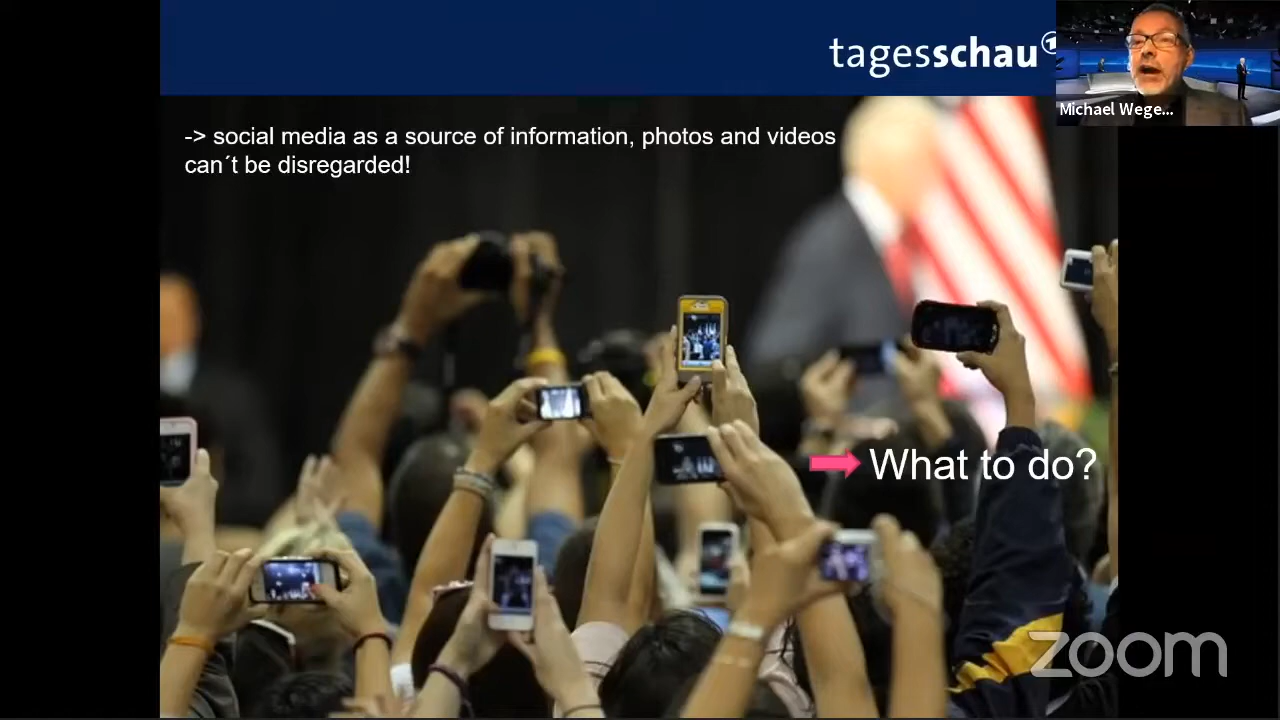 tagesschau
Michael Wege...
-> social media as a source of information, photos and videos
can´t be disregarded!
What to do?
zoom